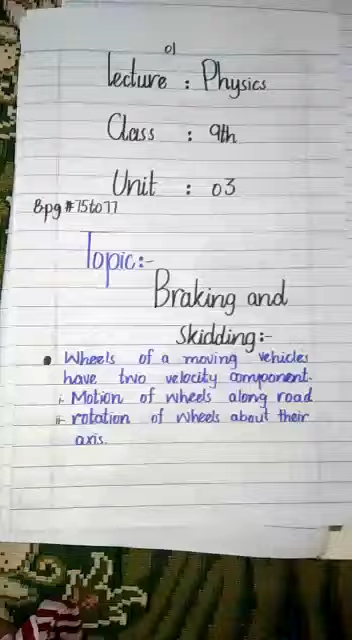 01
Lecture : Physics
Class : 9th
Unit : 03
&pg #75to77
Topic:-
Braking and
Skidding:-
• Wheels of a moving vehicles
have two velocity component.
i- Motion of wheels along road
ii- rotation of wheels about their
axis.